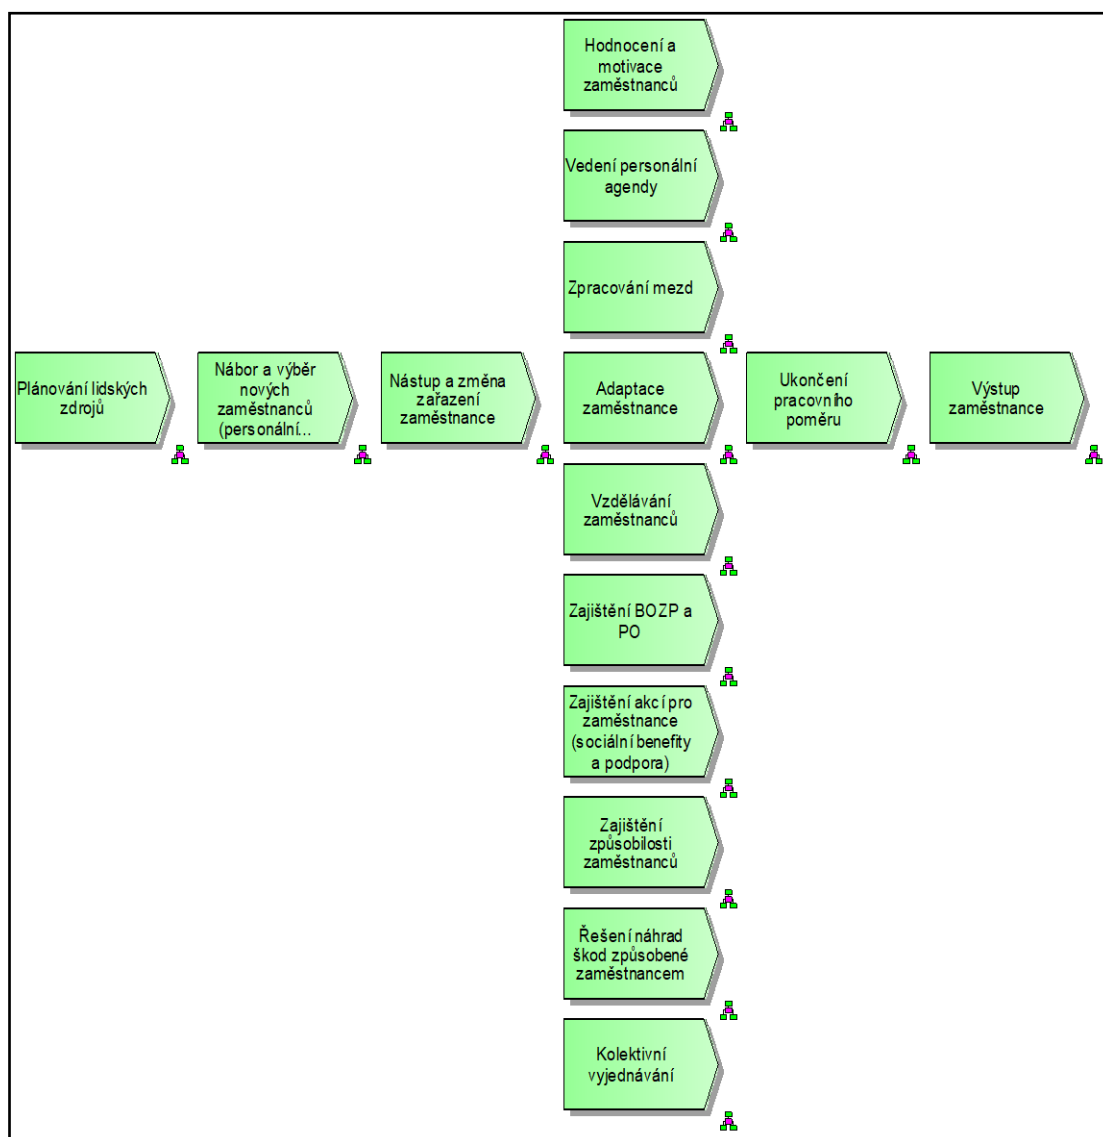 Hodnocení a
motivace
zaměstnanců
Vedení personální
agendy
Zpracování mezd
Plánování lidských
zdrojů
Nábor a výběr
nových
zaměstnanců
(personální...
Nástup a změna
zařazení
zaměstnance
Adaptace
zaměstnance
Ukončení
pracovního
poměru
Výstup
zaměstnance
Vzdělávání
zaměstnanců
Zajištění BOZP a
PO
Zajištění akcí pro
zaměstnance
(sociální benefity
a podpora)
Zajištění
způsobilosti
zaměstnanců
Řešení náhrad
škod způsobené
zaměstnancem
Kolektivní
vyjednávání